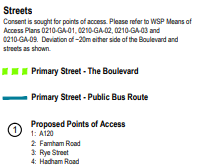 Streets
Consent is sought for points of access. Please refer to WSP Means of
Access Plans 0210-GA-01, 0210-GA-02, 0210-GA-03 and
0210-GA-09. Deviation of ~20m either side of the Boulevard and
streets as shown.
Primary Street - The Boulevard
Primary Street - Public Bus Route
1
Proposed Points of Access
1: A120
2: Farnham Road
3: Rye Street
4: Hadham Road